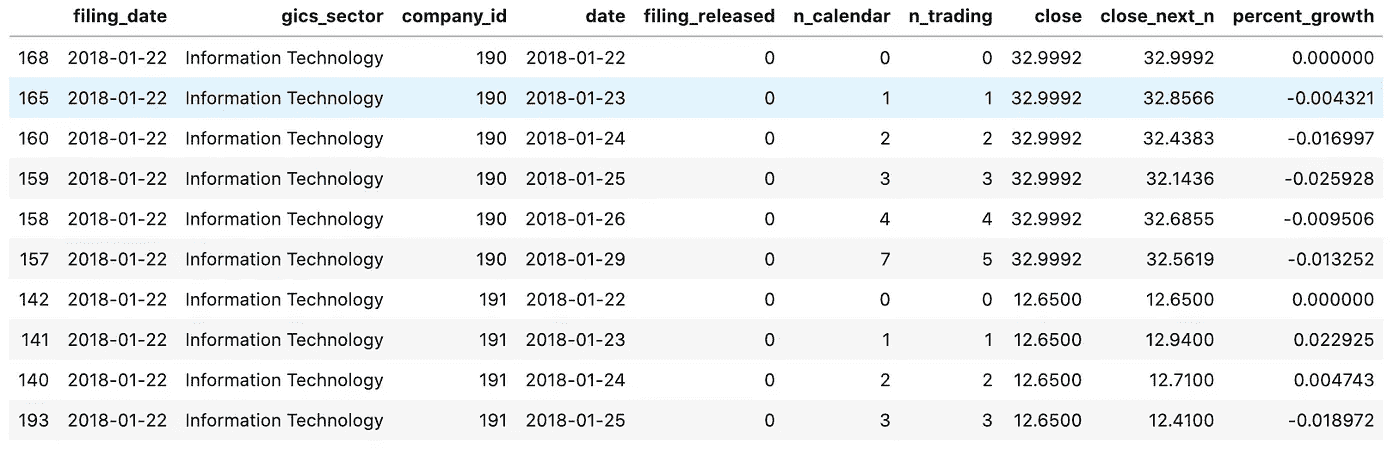 filing_date gics_sector company_id date filing_released n_calendar n_trading close close_next_n percent_growth
168 2018-01-22 Information Technology 190 2018-01-22 0 0 0 32.9992 32.9992 0.000000
165 2018-01-22 Information Technology 190 2018-01-23 0 1 1 32.9992 32.8566 -0.004321
160 2018-01-22 Information Technology 190 2018-01-24 0 2 2 32.9992 32.4383 -0.016997
159 2018-01-22 Information Technology 190 2018-01-25 0 3 3 32.9992 32.1436 -0.025928
158 2018-01-22 Information Technology 190 2018-01-26 0 4 4 32.9992 32.6855 -0.009506
157 2018-01-22 Information Technology 190 2018-01-29 0 7 5 32.9992 32.5619 -0.013252
142 2018-01-22 Information Technology 191 2018-01-22 0 0 0 12.6500 12.6500 0.000000
141 2018-01-22 Information Technology 191 2018-01-23 0 1 1 12.6500 12.9400 0.022925
140 2018-01-22 Information Technology 191 2018-01-24 0 2 2 12.6500 12.7100 0.004743
193 2018-01-22 Information Technology 191 2018-01-25 0 3 3 12.6500 12.4100 -0.018972